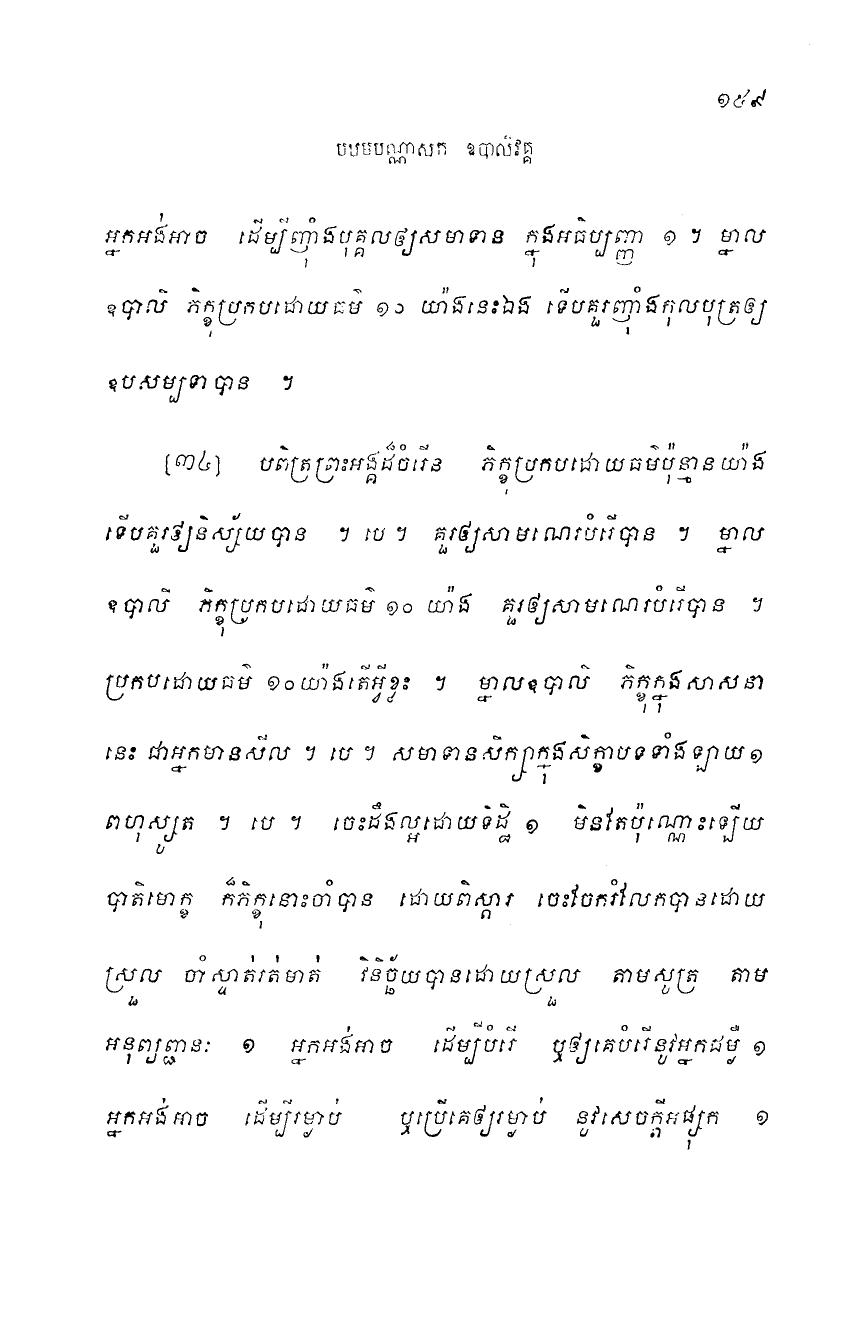 ១៥៩
បឋមបណ្ណាសក ឧបាលិវគ្គ
អ្នកអង់អាច ដើម្បីញ៉ាំងបុគ្គលឲ្យសមាទាន ក្នុងអធិប្បញ្ញា ១ ។ ម្នាល
ឧបាលិ ភិក្ខុប្រកបដោយធម៌ ១០ យ៉ាងនេះឯង ទើបគួរញ៉ាំងកុលបុត្រឲ្យ
ឧបសម្បទាបាន ។
[៣៤] បពិត្រព្រះអង្គដ៏ចំរើន ភិក្ខុប្រកបដោយធម៌ប៉ុន្មានយ៉ាង
ទើបគួរឲ្យនិស្ស័យបាន ។ បេ ។ គួរឲ្យសាមណេរបំរើបាន ។ ម្នាល
ឧបាលិ ភិក្ខុប្រកបដោយធម៌ ១០ យ៉ាង គួរឲ្យសាមណេរបំរើបាន ។
ប្រកបដោយធម៌ ១០យ៉ាងតើអ្វីខ្លះ ។ ម្នាលឧបាលិ ភិក្ខុក្នុងសាសនា
នេះ ជាអ្នកមានសីល ។ បេ ។ សមាទានសិក្សាក្នុងសិក្ខាបទទាំងឡាយ ១
ពហុស្សូត ។ បេ ។ ចេះដឹងល្អដោយទិដ្ឋិ ១ មិនតែប៉ុណ្ណោះឡើយ
បាតិមោក្ខ ក៏ភិក្ខុនោះចាំបាន ដោយពិស្តារ ចេះចែករំលែកបានដោយ
ស្រួល ចាំស្ទាត់រត់មាត់ វិនិច្ឆ័យបានដោយស្រួល តាមសូត្រ តាម
អនុព្យព្ជានៈ ១ អ្នកអង់អាច ដើម្បីបំរើ ឬឲ្យគេបំរើនូវអ្នកជម្ងឺ ១
អ្នកអង់អាច ដើម្បីរម្ងាប់ ឬប្រើគេឲ្យរម្ងាប់ នូវសេចក្តីអផ្សុក ១